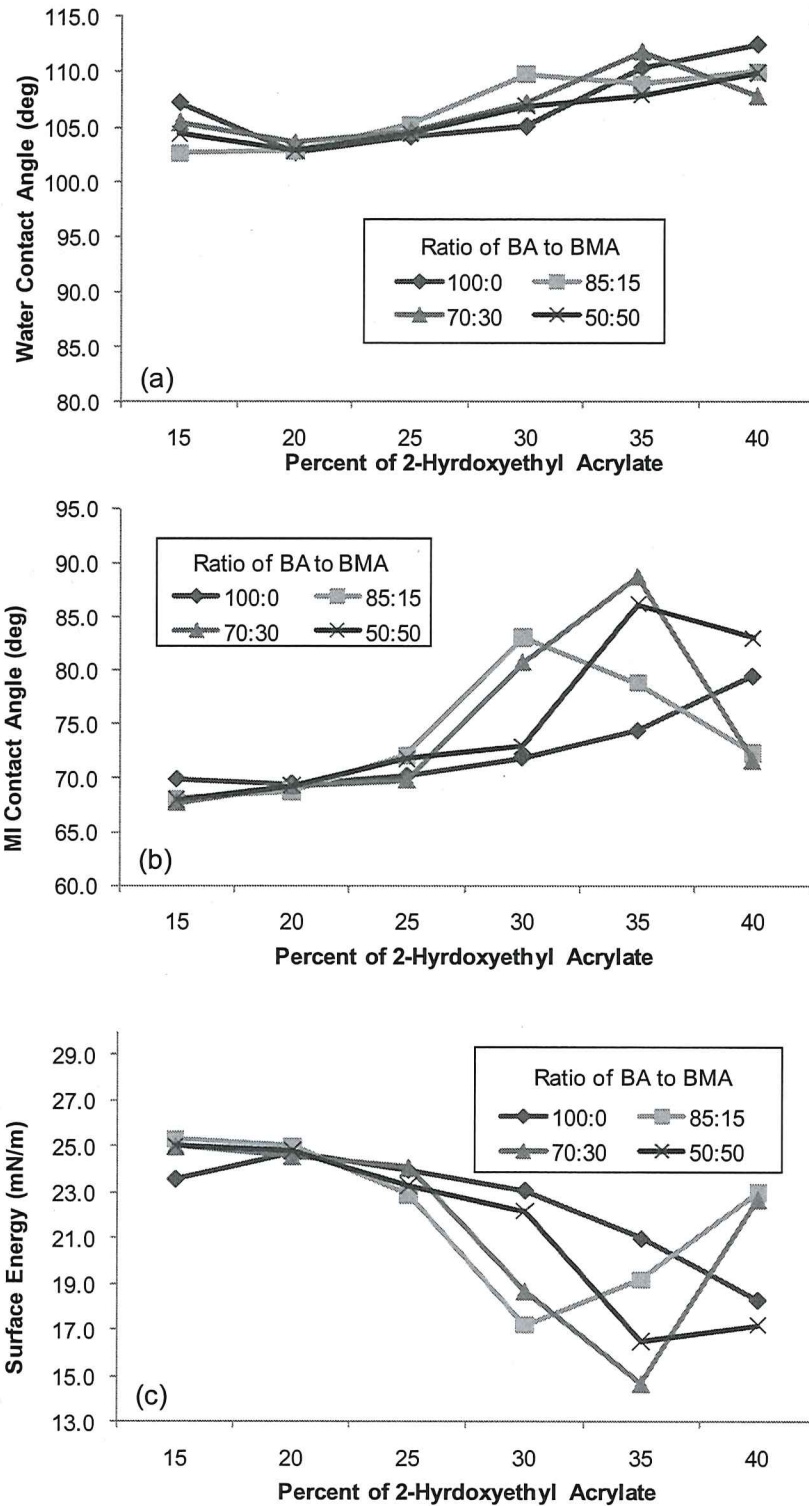 115.0
110.0
105.0
100.0
95.0
90.0
85.0
80.0
Water Contact Angle (deg)
Ratio of BA to BMA
100:0 85:15
70:30 50:50
(a)
15 20 25 30 35 40
Percent of 2-Hyrdoxyethyl Acrylate
95.0
90.0
85.0
80.0
75.0
70.0
65.0
60.0
MI Contact Angle (deg)
Ratio of BA to BMA
100:0 85:15
70:30 50:50
(b)
15 20 25 30 35 40
Percent of 2-Hyrdoxyethyl Acrylate
29.0
27.0
25.0
23.0
21.0
19.0
17.0
15.0
13.0
Surface Energy (mN/m)
Ratio of BA to BMA
100:0 85:15
70:30 50:50
(c)
15 20 25 30 35 40
Percent of 2-Hyrdoxyethyl Acrylate